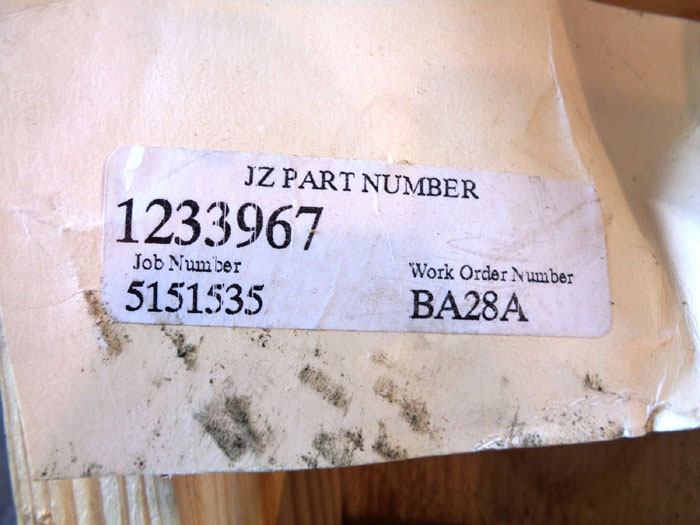 JZ PART NUMBER
1233967
Job Number
Work Order Number
5151535
BA28A